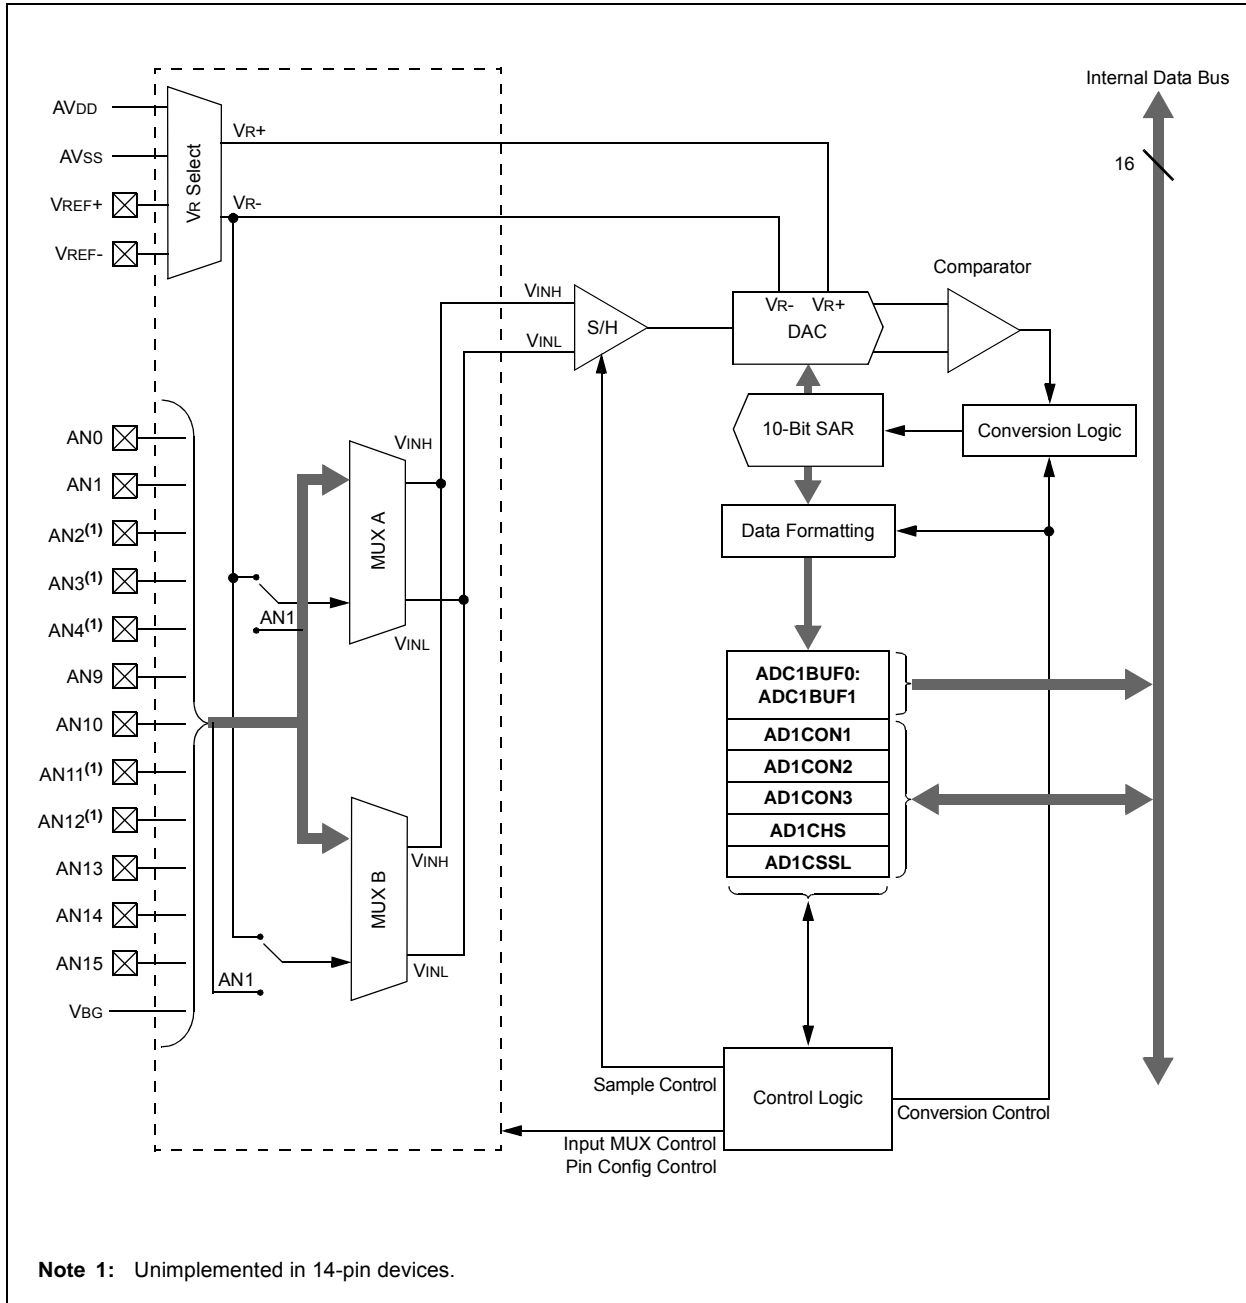 Internal Data Bus
16
AVDD
AVSS
VREF+
VREF-
VR Select
VR+
VR-
Comparator
VINH
VINL
S/H
VR- VR+
DAC
10-Bit SAR
Conversion Logic
Data Formatting
AN0
AN1
AN2(1)
AN3(1)
AN4(1)
AN9
AN10
AN11(1)
AN12(1)
AN13
AN14
AN15
VBG
VINH
MUX A
AN1
VINL
VINH
MUX B
AN1
VINL
ADC1BUF0:
ADC1BUF1
AD1CON1
AD1CON2
AD1CON3
AD1CHS
AD1CSSL
Sample Control
Control Logic
Conversion Control
Input MUX Control
Pin Config Control
Note 1: Unimplemented in 14-pin devices.